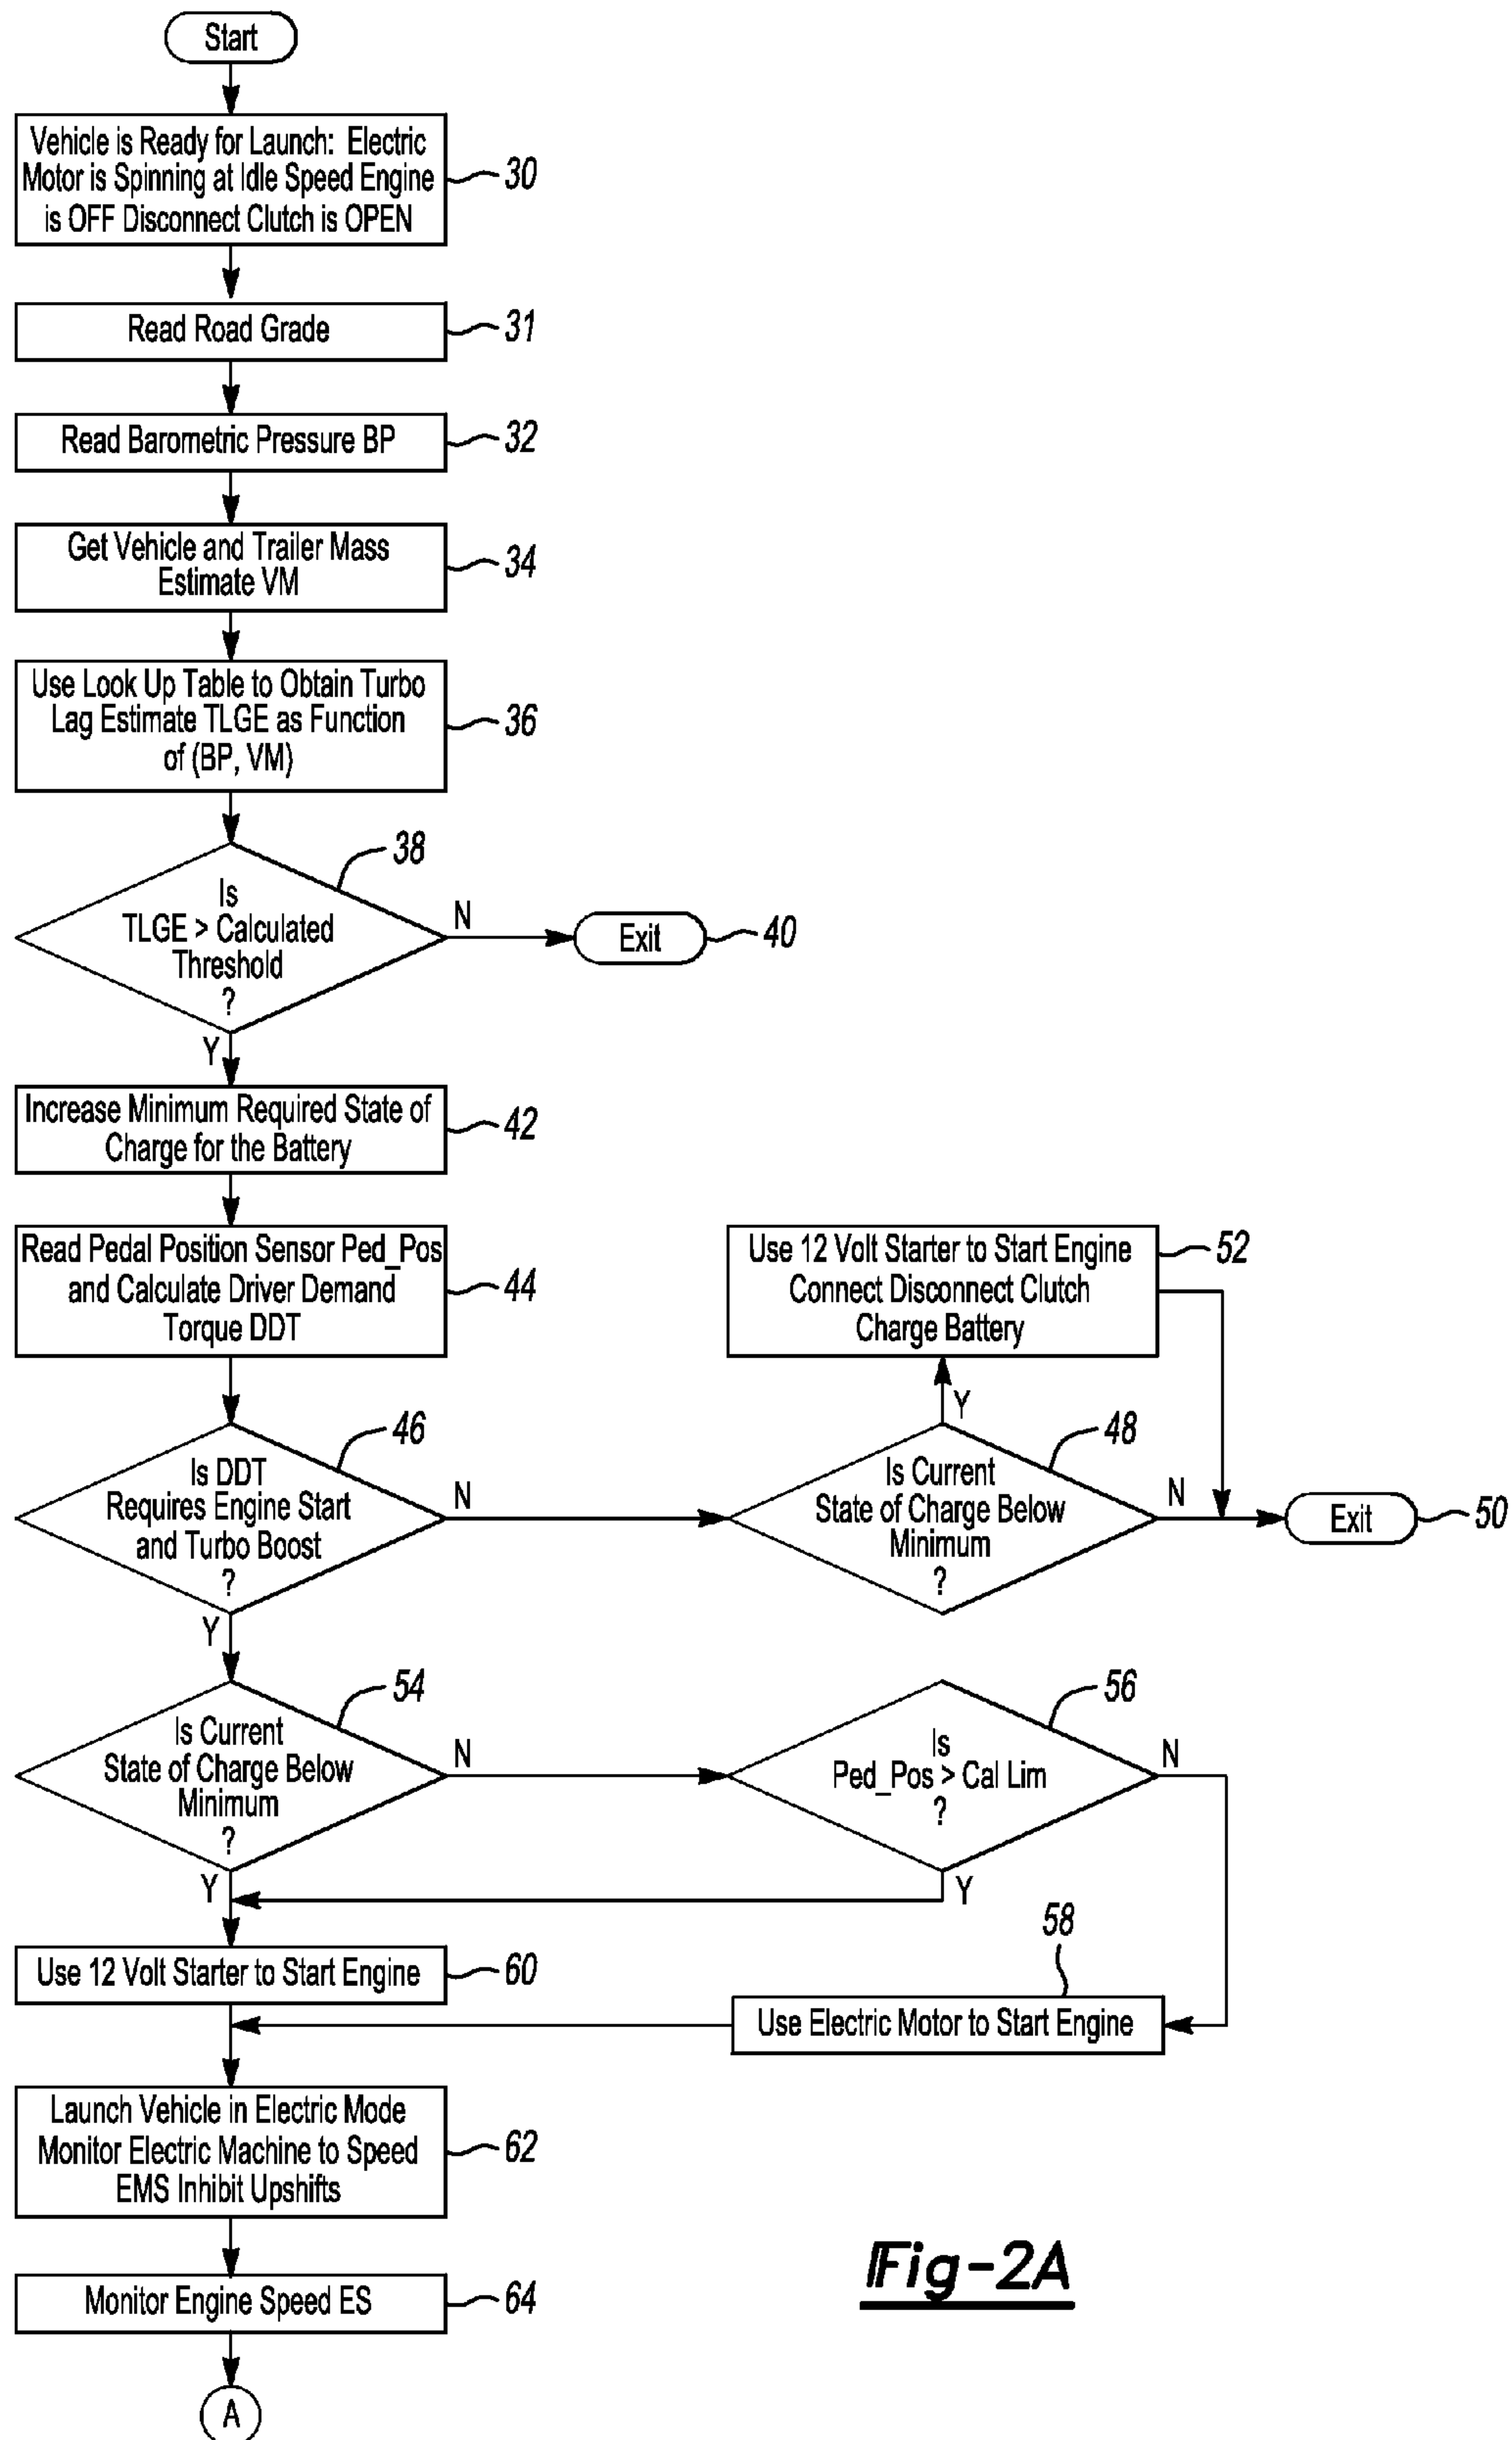 Start
Vehicle is Ready for Launch: Electric
Motor is Spinning at Idle Speed Engine
is OFF Disconnect Clutch is OPEN
30
Read Road Grade
31
Read Barometric Pressure BP
32
Get Vehicle and Trailer Mass
Estimate VM
34
Use Look Up Table to Obtain Turbo
Lag Estimate TLGE as Function
of (BP, VM)
36
38
Is
TLGE > Calculated
Threshold
?
N
Exit
40
Y
Increase Minimum Required State of
Charge for the Battery
42
Read Pedal Position Sensor Ped_Pos
and Calculate Driver Demand
Torque DDT
44
Use 12 Volt Starter to Start Engine
Connect Disconnect Clutch
Charge Battery
52
46
Is DDT
Requires Engine Start
and Turbo Boost
?
N
Y
48
Is Current
State of Charge Below
Minimum
?
Y
N
Exit
50
54
Is Current
State of Charge Below
Minimum
?
N
Y
56
Is
Ped_Pos > Cal Lim
?
N
Y
58
Use 12 Volt Starter to Start Engine
60
Use Electric Motor to Start Engine
Launch Vehicle in Electric Mode
Monitor Electric Machine to Speed
EMS Inhibit Upshifts
62
Monitor Engine Speed ES
64
A
Fig-2A